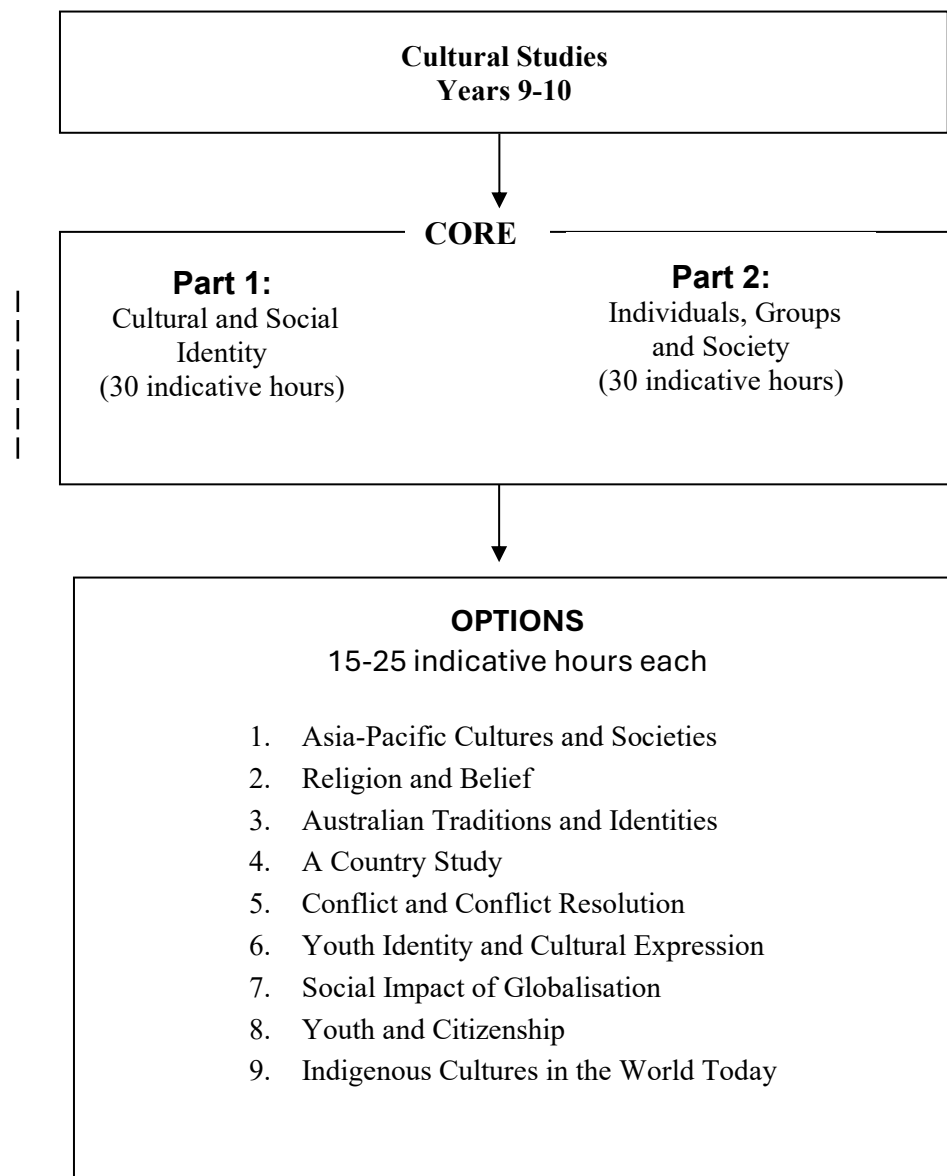 Cultural Studies
Years 9-10
CORE
Part 1:
Cultural and Social
Identity
(30 indicative hours)
Part 2:
Individuals, Groups
and Society
(30 indicative hours)
OPTIONS
15-25 indicative hours each
1. Asia-Pacific Cultures and Societies
2. Religion and Belief
3. Australian Traditions and Identities
4. A Country Study
5. Conflict and Conflict Resolution
6. Youth Identity and Cultural Expression
7. Social Impact of Globalisation
8. Youth and Citizenship
9. Indigenous Cultures in the World Today